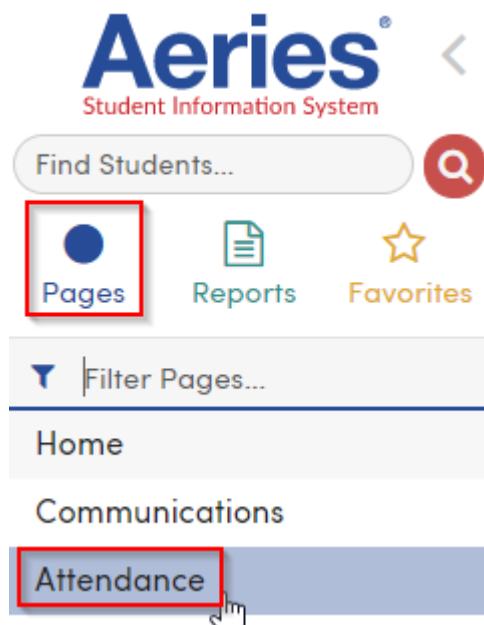 Aeries®
Student Information System
Find Students...
Pages Reports Favorites
Filter Pages...
Home
Communications
Attendance